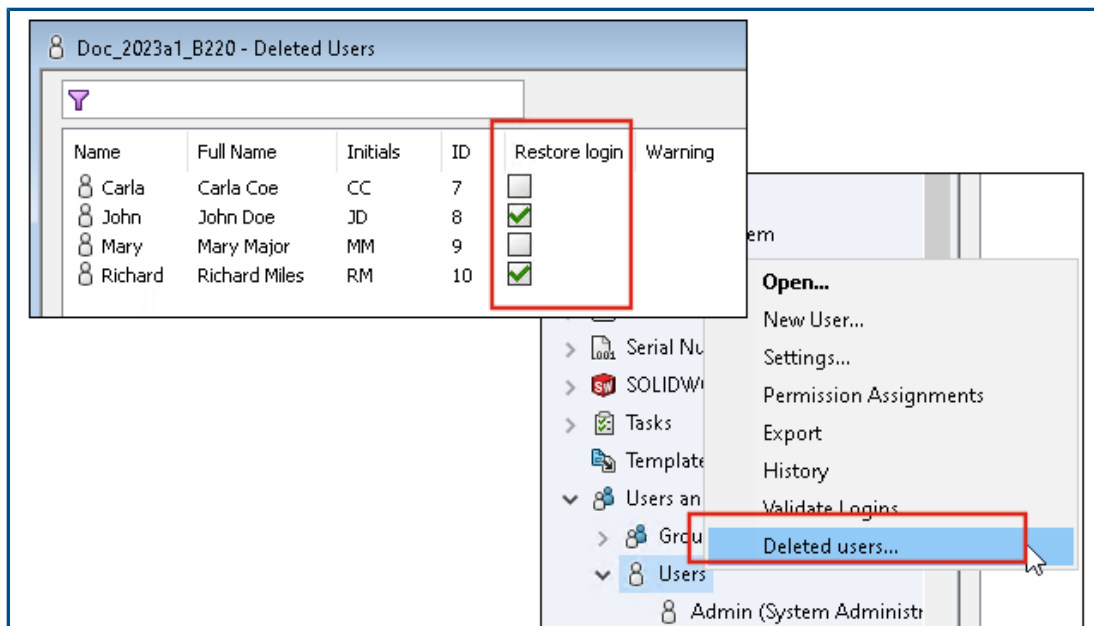 Doc_2023a1_B220 - Deleted Users
Name Full Name Initials ID Restore login Warning
Carla Carla Coe CC 7
John John Doe JD 8
Mary Mary Major MM 9
Richard Richard Miles RM 10
em
Open...
New User...
Serial Nu
Settings...
SOLIDW
Permission Assignments
Tasks
Export
Template
History
Users an
Validate Logins
Grou
Deleted users...
Users
Admin (System Administr